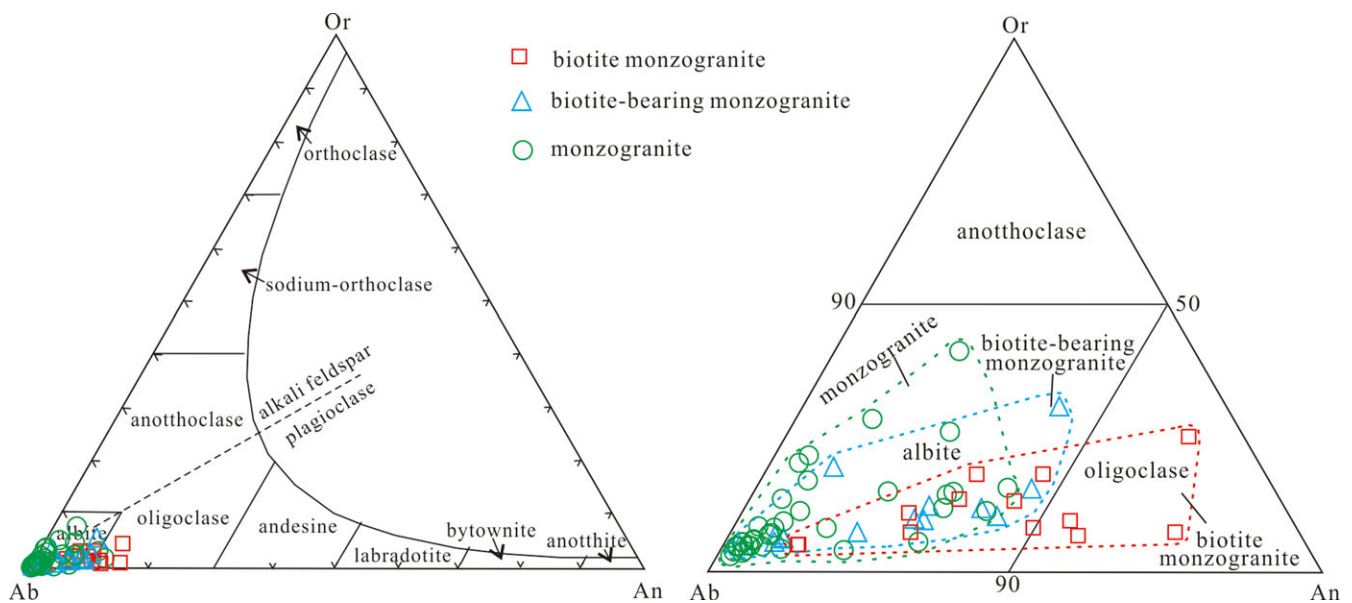 Or
biotite monzogranite
biotite-bearing monzogranite
monzogranite
orthoclase
sodium-orthoclase
alkali feldspar
plagioclase
anotthoclase
albite
oligoclase
andesine
labradotite
bytownite
anotthite
Ab
An
Or
anotthoclase
90
50
monzogranite
biotite-bearing
monzogranite
albite
oligoclase
biotite
monzogranite
Ab
90
An